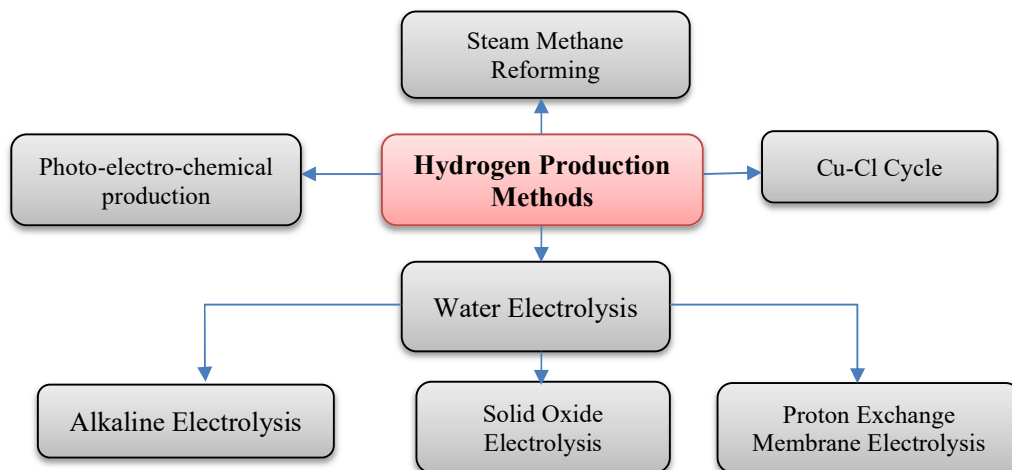 Steam Methane
Reforming
Photo-electro-chemical
production
Hydrogen Production
Methods
Cu-Cl Cycle
Water Electrolysis
Alkaline Electrolysis
Solid Oxide
Electrolysis
Proton Exchange
Membrane Electrolysis